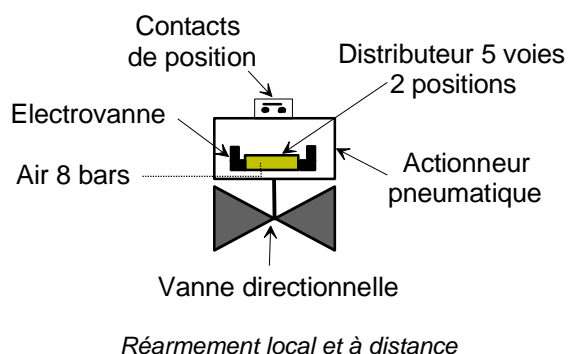 Contacts
de position
Distributeur 5 voies
2 positions
Electrovanne
Air 8 bars
Actionneur
pneumatique
Vanne directionnelle
Réarmement local et à distance